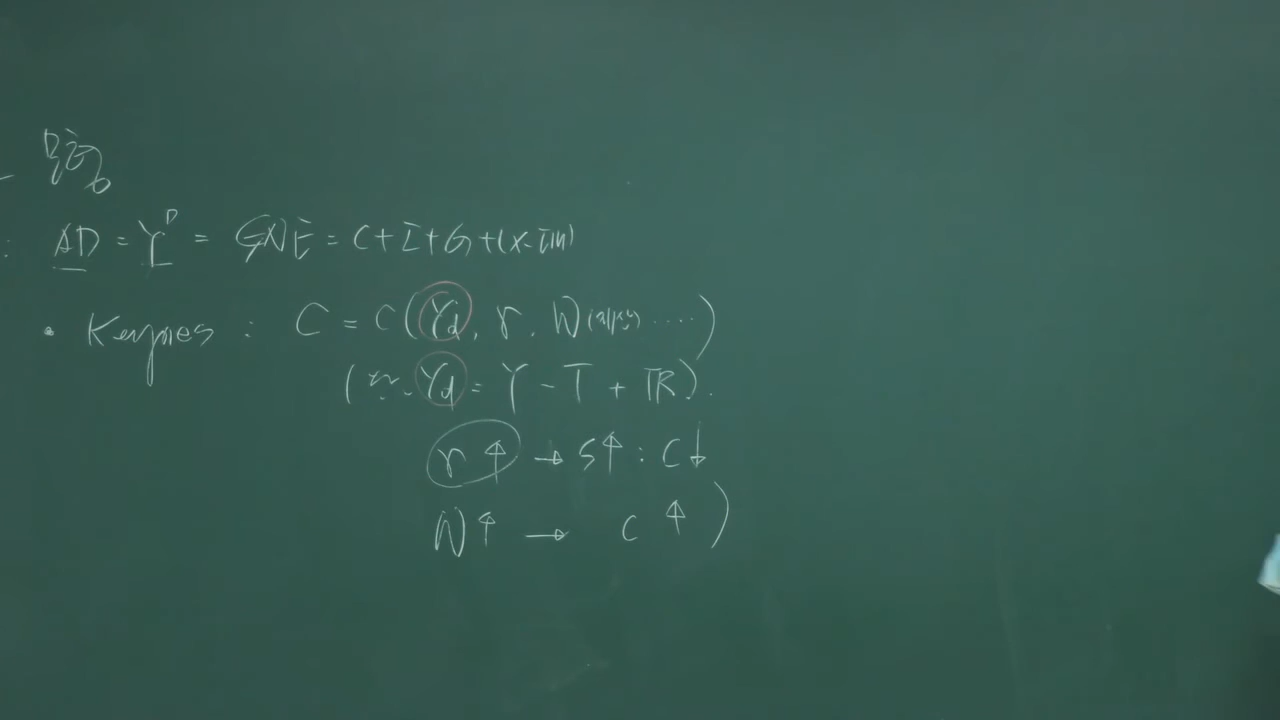 AD = Y^D = GNE = C + I + G + (X - IM)
• Keynes : C = C(Yd, r, W ( ) .....)
( Yd = Y - T + TR).
r ↑ → S↑ : C↓
W ↑ → C ↑ )